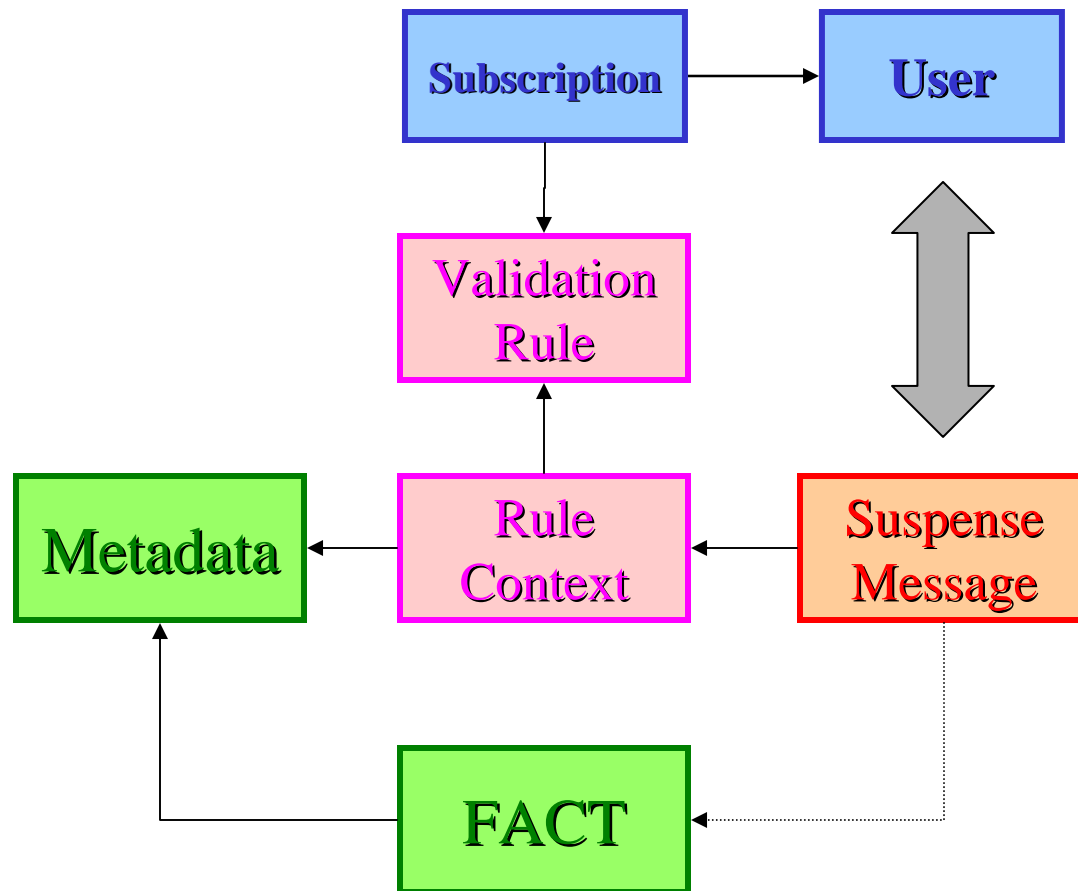 Subscription
User
Validation
Rule
Metadata
Rule
Context
Suspense
Message
FACT